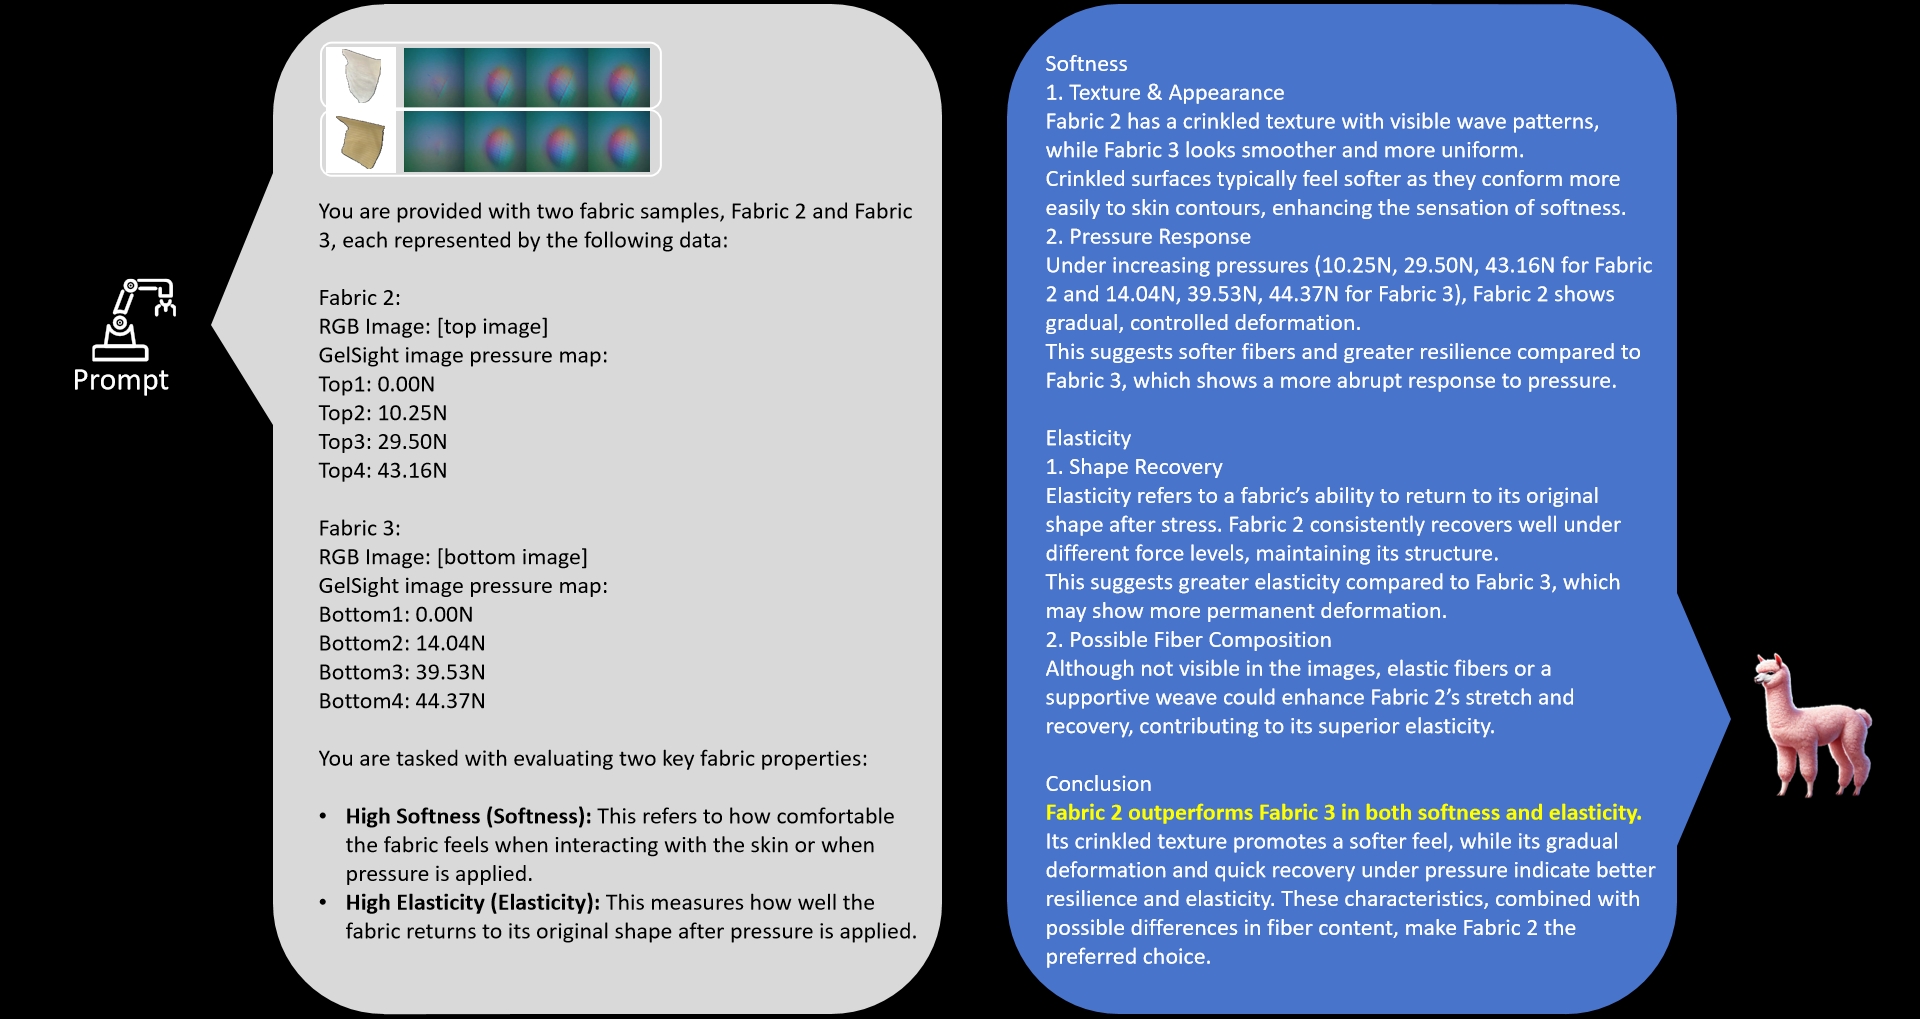 You are provided with two fabric samples, Fabric 2 and Fabric
3, each represented by the following data:
Fabric 2:
RGB Image: [top image]
GelSight image pressure map:
Top1: 0.00N
Top2: 10.25N
Top3: 29.50N
Top4: 43.16N
Fabric 3:
RGB Image: [bottom image]
GelSight image pressure map:
Bottom1: 0.00N
Bottom2: 14.04N
Bottom3: 39.53N
Bottom4: 44.37N
You are tasked with evaluating two key fabric properties:
• High Softness (Softness): This refers to how comfortable
the fabric feels when interacting with the skin or when
pressure is applied.
• High Elasticity (Elasticity): This measures how well the
fabric returns to its original shape after pressure is applied.
Prompt
Softness
1. Texture & Appearance
Fabric 2 has a crinkled texture with visible wave patterns,
while Fabric 3 looks smoother and more uniform.
Crinkled surfaces typically feel softer as they conform more
easily to skin contours, enhancing the sensation of softness.
2. Pressure Response
Under increasing pressures (10.25N, 29.50N, 43.16N for Fabric
2 and 14.04N, 39.53N, 44.37N for Fabric 3), Fabric 2 shows
gradual, controlled deformation.
This suggests softer fibers and greater resilience compared to
Fabric 3, which shows a more abrupt response to pressure.
Elasticity
1. Shape Recovery
Elasticity refers to a fabric’s ability to return to its original
shape after stress. Fabric 2 consistently recovers well under
different force levels, maintaining its structure.
This suggests greater elasticity compared to Fabric 3, which
may show more permanent deformation.
2. Possible Fiber Composition
Although not visible in the images, elastic fibers or a
supportive weave could enhance Fabric 2’s stretch and
recovery, contributing to its superior elasticity.
Conclusion
Fabric 2 outperforms Fabric 3 in both softness and elasticity.
Its crinkled texture promotes a softer feel, while its gradual
deformation and quick recovery under pressure indicate better
resilience and elasticity. These characteristics, combined with
possible differences in fiber content, make Fabric 2 the
preferred choice.